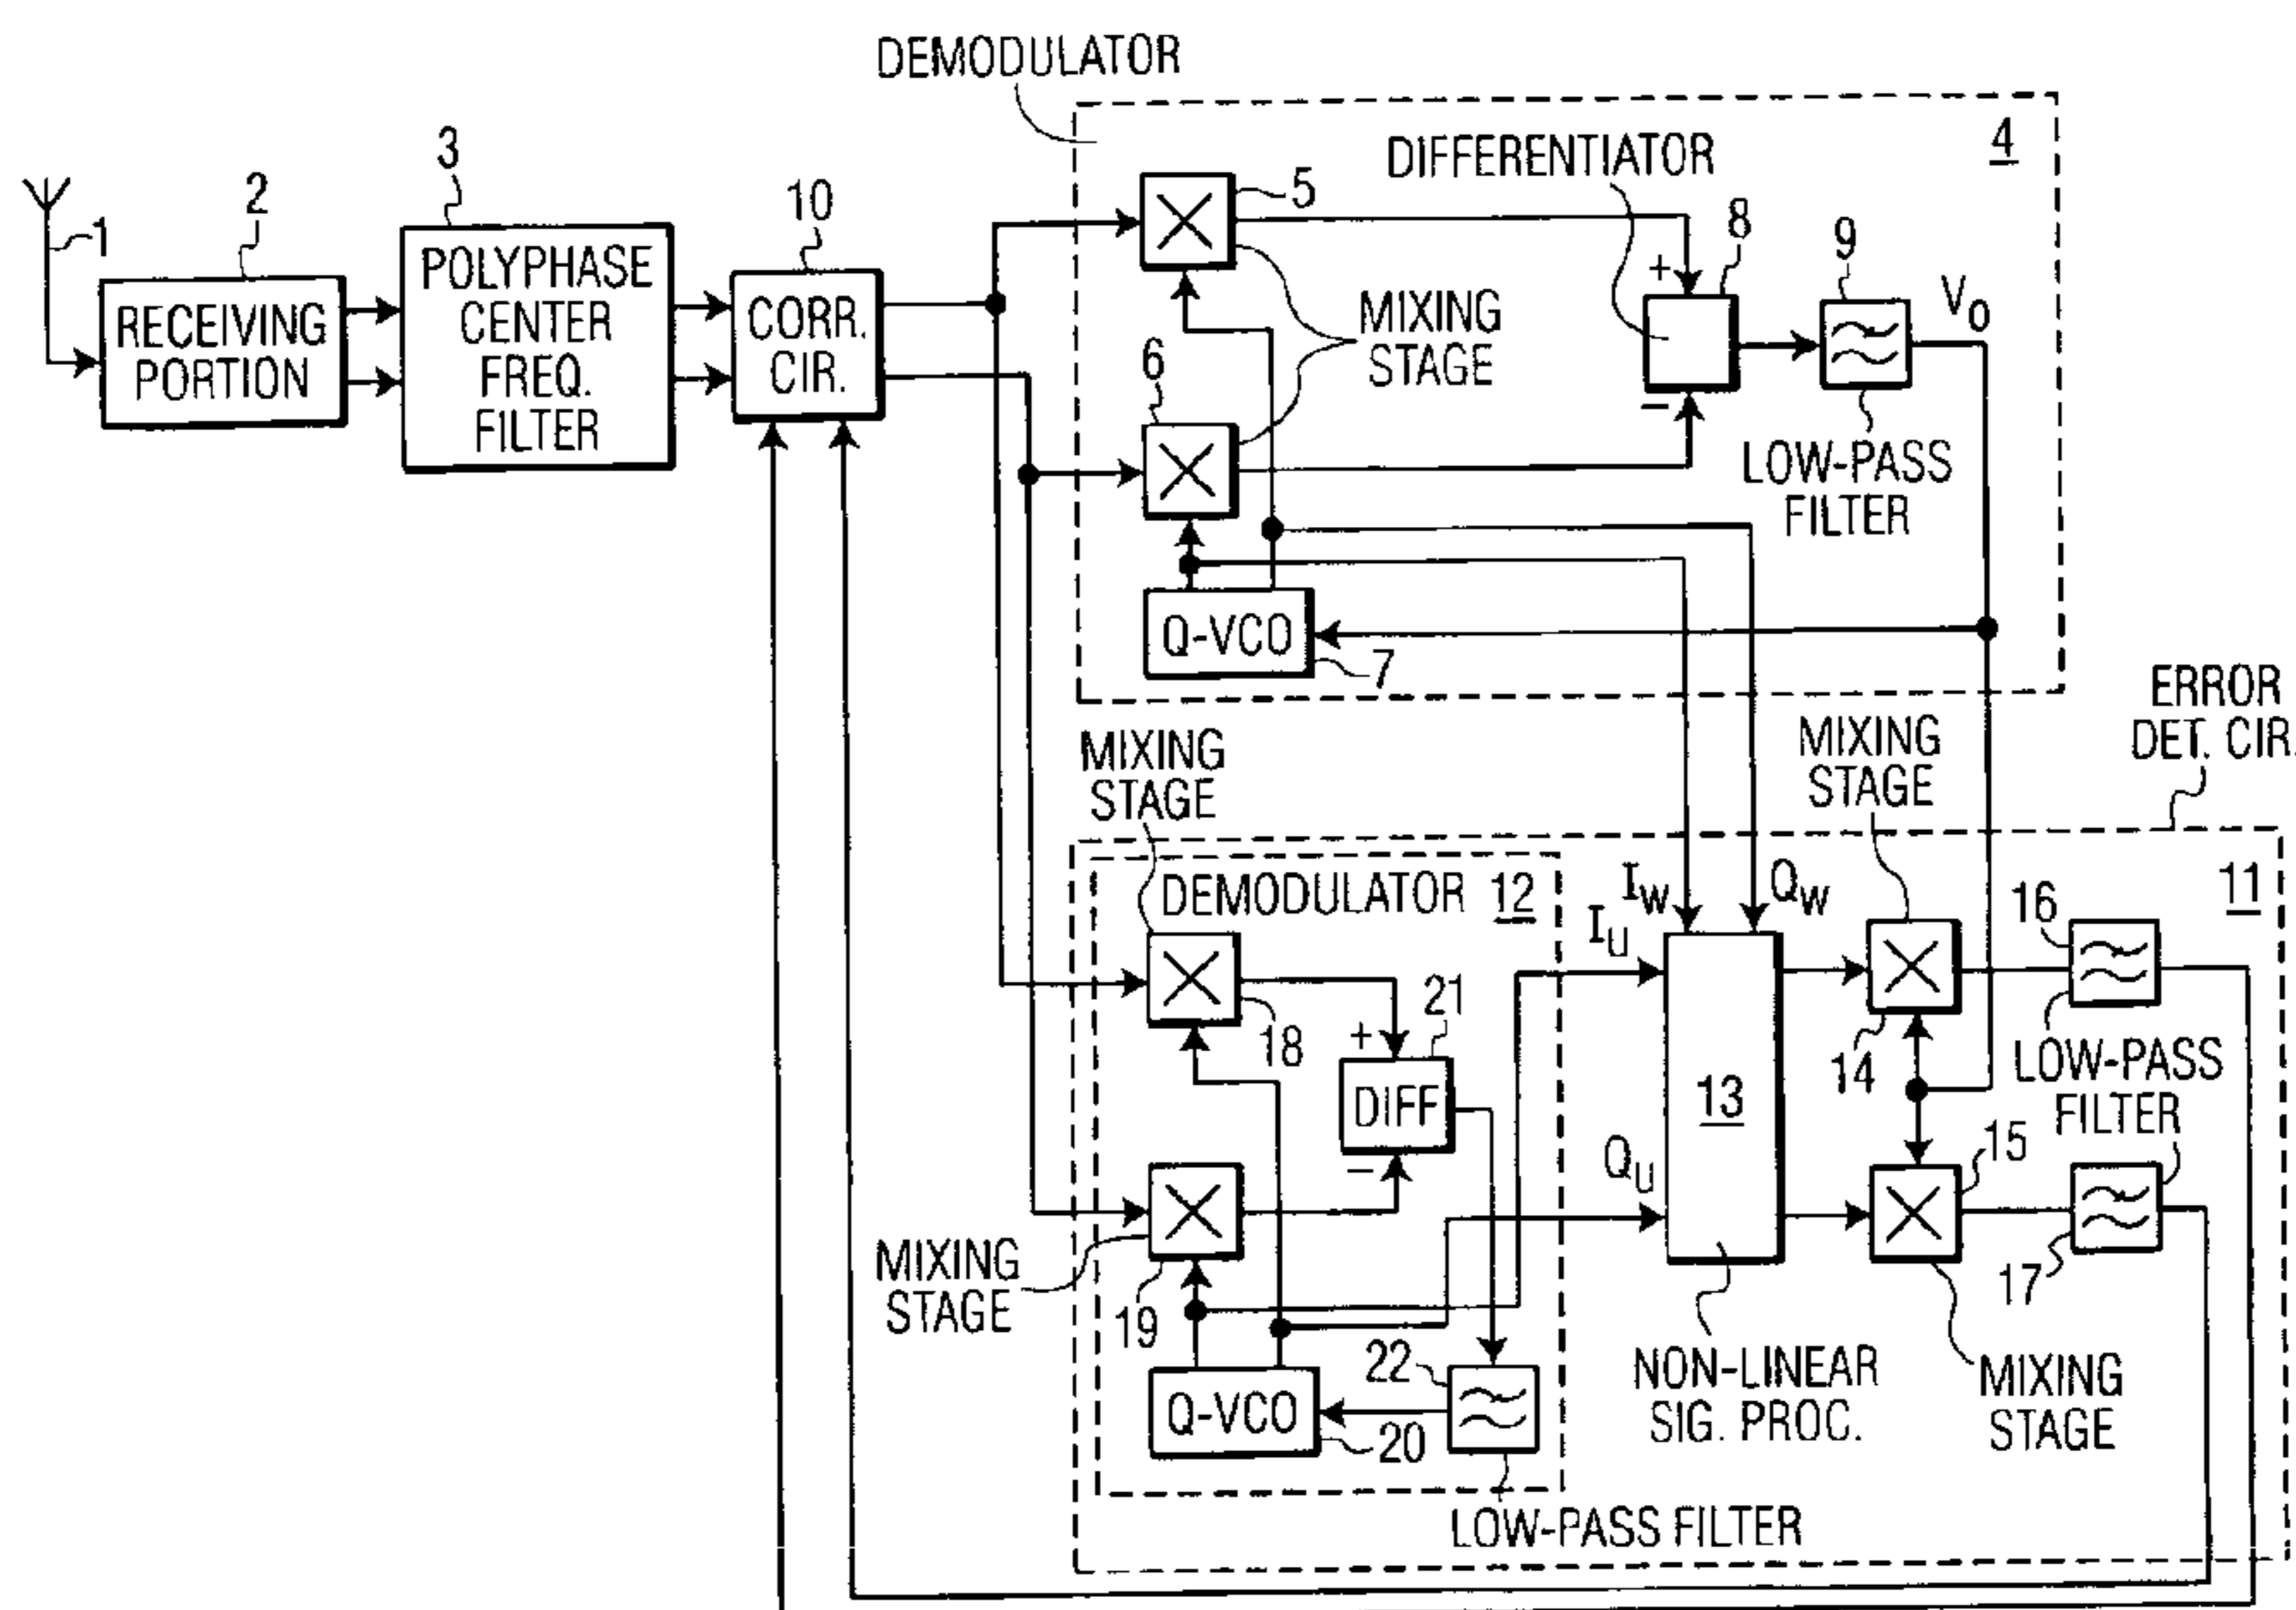 DEMODULATOR
4
DIFFERENTIATOR
3
2
10
5
8
9
1
+
V0
POLYPHASE
CENTER
FREQ.
FILTER
RECEIVING
PORTION
CORR.
CIR.
MIXING
STAGE
6
−
LOW-PASS
FILTER
Q-VCO
7
ERROR
DET. CIR.
MIXING
STAGE
MIXING
STAGE
DEMODULATOR 12
IW
QW
IU
16
11
18
+
21
14
LOW-PASS
FILTER
DIFF
13
−
QU
15
MIXING
STAGE
19
17
22
Q-VCO
20
NON-LINEAR
SIG. PROC.
MIXING
STAGE
LOW-PASS FILTER